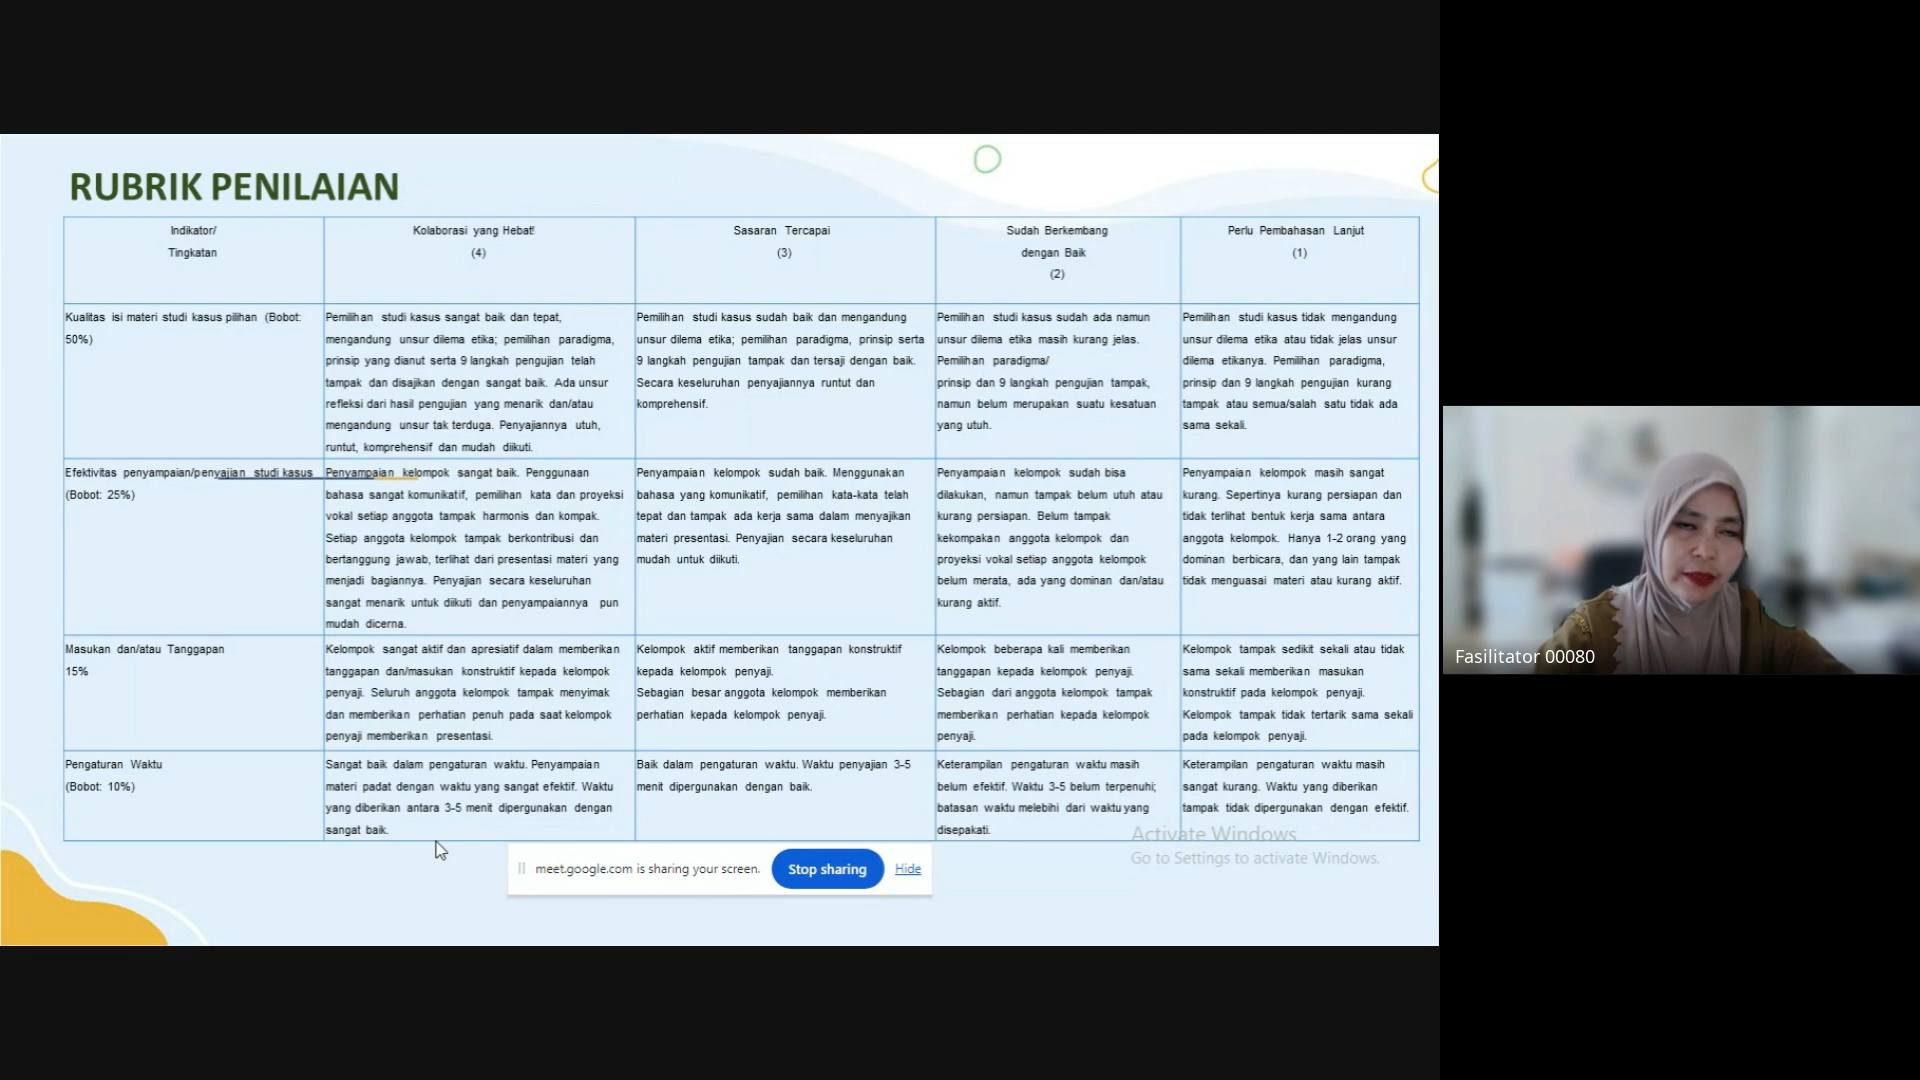 RUBRIK PENILAIAN
Indikator/
Tingkatan
Kolaborasi yang Hebat!
(4)
Sasaran Tercapai
(3)
Sudah Berkembang
dengan Baik
(2)
Perlu Pembahasan Lanjut
(1)
Kualitas isi materi studi kasus pilihan (Bobot:
50%)
Pemilihan studi kasus sangat baik dan tepat,
mengandung unsur dilema etika; pemilihan paradigma,
prinsip yang dianut serta 9 langkah pengujian telah
tampak dan disajikan dengan sangat baik. Ada unsur
refleksi dari hasil pengujian yang menarik dan/atau
mengandung unsur tak terduga. Penyajiannya utuh,
runtut, komprehensif dan mudah diikuti.
Pemilihan studi kasus sudah baik dan mengandung
unsur dilema etika; pemilihan paradigma, prinsip serta
9 langkah pengujian tampak dan tersaji dengan baik.
Secara keseluruhan penyajiannya runtut dan
komprehensif.
Pemilihan studi kasus sudah ada namun
unsur dilema etika masih kurang jelas.
Pemilihan paradigma/
prinsip dan 9 langkah pengujian tampak,
namun belum merupakan suatu kesatuan
yang utuh.
Pemilihan studi kasus tidak mengandung
unsur dilema etika atau tidak jelas unsur
dilema etikanya. Pemilihan paradigma,
prinsip dan 9 langkah pengujian kurang
tampak atau semua/salah satu tidak ada
sama sekali.
Efektivitas penyampaian/penyajian studi kasus
(Bobot: 25%)
Penyampaian kelompok sangat baik. Penggunaan
bahasa sangat komunikatif, pemilihan kata dan proyeksi
vokal setiap anggota tampak harmonis dan kompak.
Setiap anggota kelompok tampak berkontribusi dan
bertanggung jawab, terlihat dari presentasi materi yang
menjadi bagiannya. Penyajian secara keseluruhan
sangat menarik untuk diikuti dan penyampaiannya pun
mudah dicerna.
Penyampaian kelompok sudah baik. Menggunakan
bahasa yang komunikatif, pemilihan kata-kata telah
tepat dan tampak ada kerja sama dalam menyajikan
materi presentasi. Penyajian secara keseluruhan
mudah untuk diikuti.
Penyampaian kelompok sudah bisa
dilakukan, namun tampak belum utuh atau
kurang persiapan. Belum tampak
kekompakan anggota kelompok dan
proyeksi vokal setiap anggota kelompok
belum merata, ada yang dominan dan/atau
kurang aktif.
Penyampaian kelompok masih sangat
kurang. Sepertinya kurang persiapan dan
tidak terlihat bentuk kerja sama antara
anggota kelompok. Hanya 1-2 orang yang
dominan berbicara, dan yang lain tampak
tidak menguasai materi atau kurang aktif.
Masukan dan/atau Tanggapan
15%
Kelompok sangat aktif dan apresiatif dalam memberikan
tanggapan dan/masukan konstruktif kepada kelompok
penyaji. Seluruh anggota kelompok tampak menyimak
dan memberikan perhatian penuh pada saat kelompok
penyaji memberikan presentasi.
Kelompok aktif memberikan tanggapan konstruktif
kepada kelompok penyaji.
Sebagian besar anggota kelompok memberikan
perhatian kepada kelompok penyaji.
Kelompok beberapa kali memberikan
tanggapan kepada kelompok penyaji.
Sebagian dari anggota kelompok tampak
memberikan perhatian kepada kelompok
penyaji.
Kelompok tampak sedikit sekali atau tidak
sama sekali memberikan masukan
konstruktif pada kelompok penyaji.
Kelompok tampak tidak tertarik sama sekali
pada kelompok penyaji.
Pengaturan Waktu
(Bobot: 10%)
Sangat baik dalam pengaturan waktu. Penyampaian
materi padat dengan waktu yang sangat efektif. Waktu
yang diberikan antara 3-5 menit dipergunakan dengan
sangat baik.
Baik dalam pengaturan waktu. Waktu penyajian 3-5
menit dipergunakan dengan baik.
Keterampilan pengaturan waktu masih
belum efektif. Waktu 3-5 belum terpenuhi;
batasan waktu melebihi dari waktu yang
disepakati.
Keterampilan pengaturan waktu masih
sangat kurang. Waktu yang diberikan
tampak tidak dipergunakan dengan efektif.
Activate Windows
Go to Settings to activate Windows.
meet.google.com is sharing your screen.
Stop sharing
Hide
Fasilitator 00080